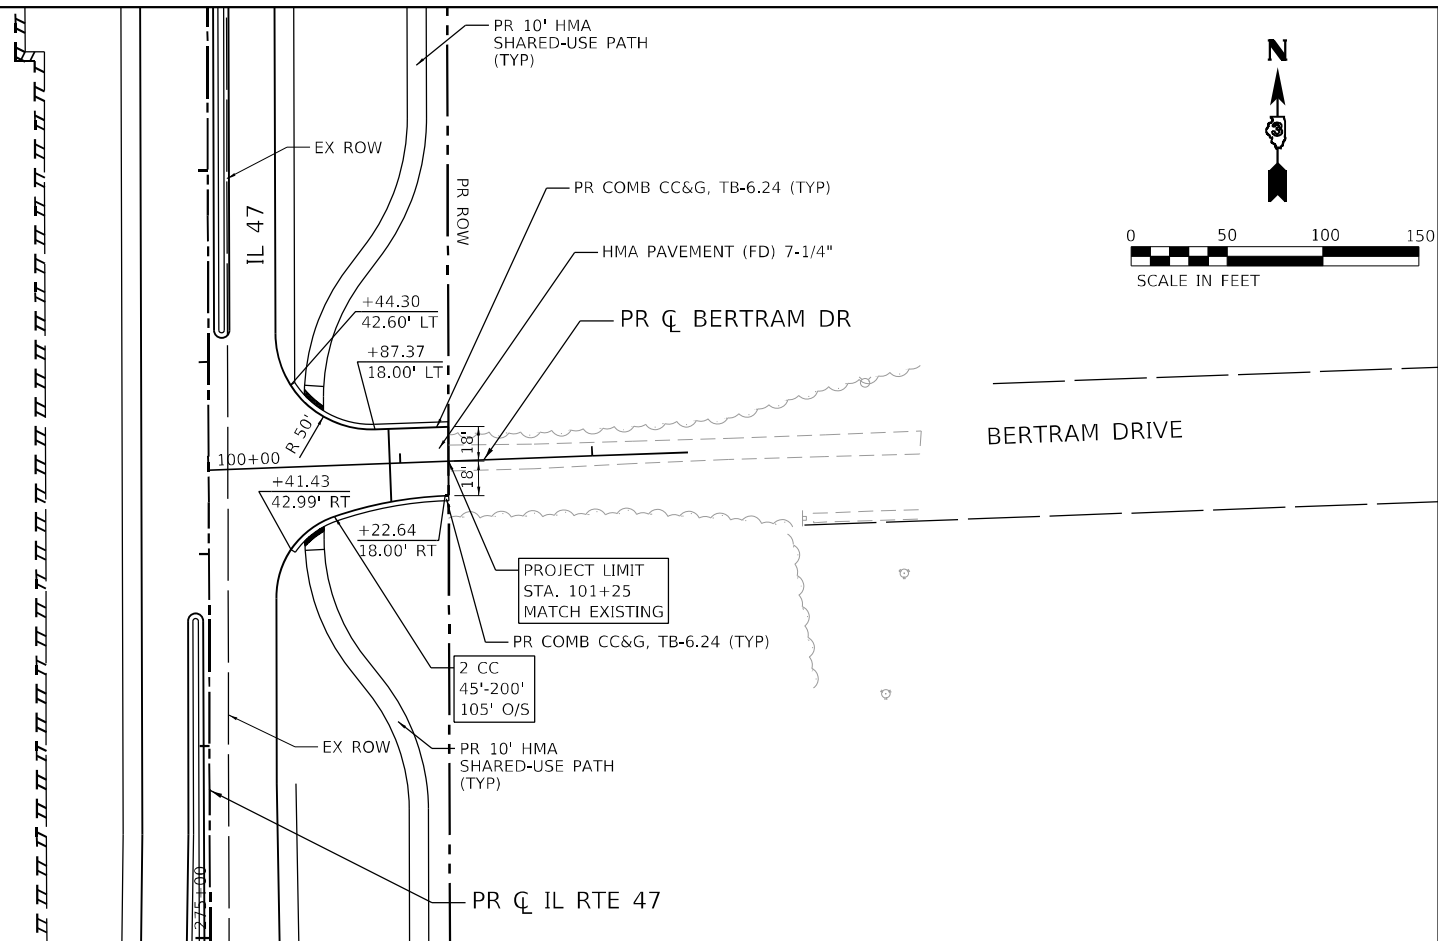 PR 10' HMA
SHARED-USE PATH
(TYP)
N
3
EX ROW
PR ROW
IL 47
PR COMB CC&G, TB-6.24 (TYP)
HMA PAVEMENT (FD) 7-1/4"
0 50 100 150
SCALE IN FEET
+44.30
42.60' LT
PR ℄ BERTRAM DR
+87.37
18.00' LT
R 50'
18' 18'
BERTRAM DRIVE
100+00
+41.43
42.99' RT
+22.64
18.00' RT
PROJECT LIMIT
STA. 101+25
MATCH EXISTING
PR COMB CC&G, TB-6.24 (TYP)
2 CC
45'-200'
105' O/S
EX ROW
PR 10' HMA
SHARED-USE PATH
(TYP)
275+00
PR ℄ IL RTE 47